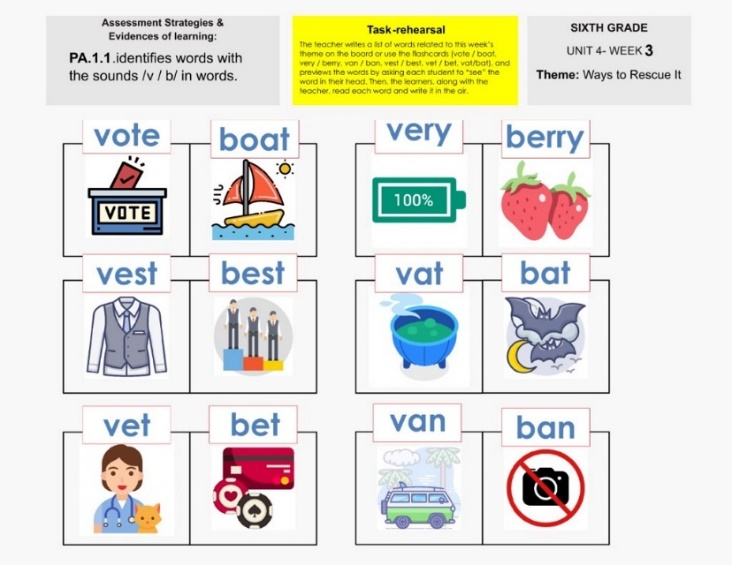 Assessment Strategies &
Evidences of learning:
PA.1.1.identifies words with
the sounds /v / b/ in words.
Task-rehearsal
The teacher writes a list of words related to this week's
theme on the board or use the flashcards (vote / boat,
very / berry, van / ban, vest / best, vet / bet, vat/bat), and
previews the words by asking each student to "see" the
word in their head. Then, the learners, along with the
teacher, read each word and write it in the air.
SIXTH GRADE
UNIT 4- WEEK 3
Theme: Ways to Rescue It
vote boat very berry
VOTE
100%
vest best vat bat
vet bet van ban